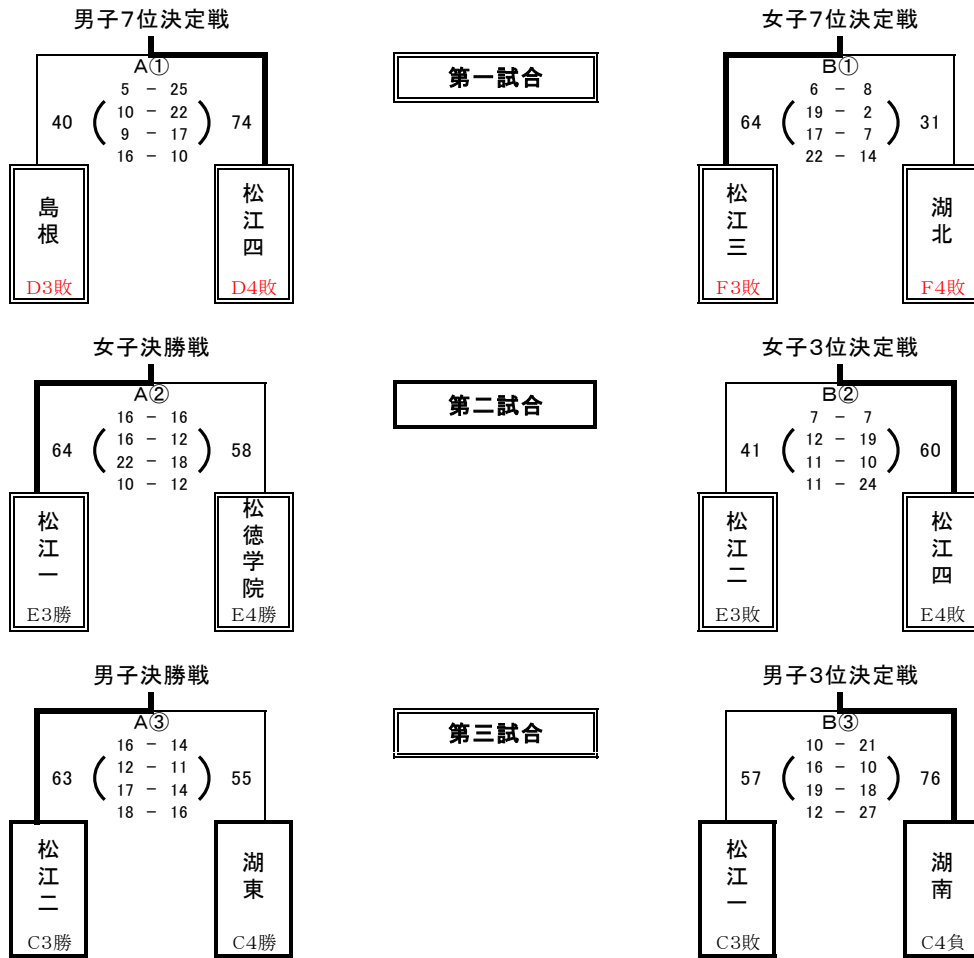 男子7位決定戦
A①
40
5 － 25
10 － 22
9 － 17
16 － 10
74
島根
D3敗
松江四
D4敗
第一試合
女子7位決定戦
B①
64
6 － 8
19 － 2
17 － 7
22 － 14
31
松江三
F3敗
湖北
F4敗
女子決勝戦
A②
64
16 － 16
16 － 12
22 － 18
10 － 12
58
松江一
E3勝
松徳学院
E4勝
第二試合
女子3位決定戦
B②
41
7 － 7
12 － 19
11 － 10
11 － 24
60
松江二
E3敗
松江四
E4敗
男子決勝戦
A③
63
16 － 14
12 － 11
17 － 14
18 － 16
55
松江二
C3勝
湖東
C4勝
第三試合
男子3位決定戦
B③
57
10 － 21
16 － 10
19 － 18
12 － 27
76
松江一
C3敗
湖南
C4負